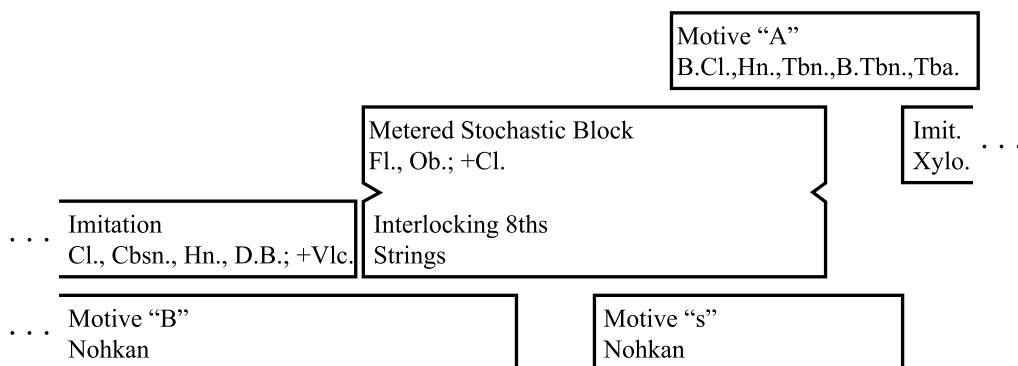 Motive “A”
B.Cl.,Hn.,Tbn.,B.Tbn.,Tba.
Metered Stochastic Block
Fl., Ob.; +Cl.
Imit.
Xylo.
. . .
Interlocking 8ths
Strings
. . .
Imitation
Cl., Cbsn., Hn., D.B.; +Vlc.
. . .
Motive “B”
Nohkan
Motive “s”
Nohkan